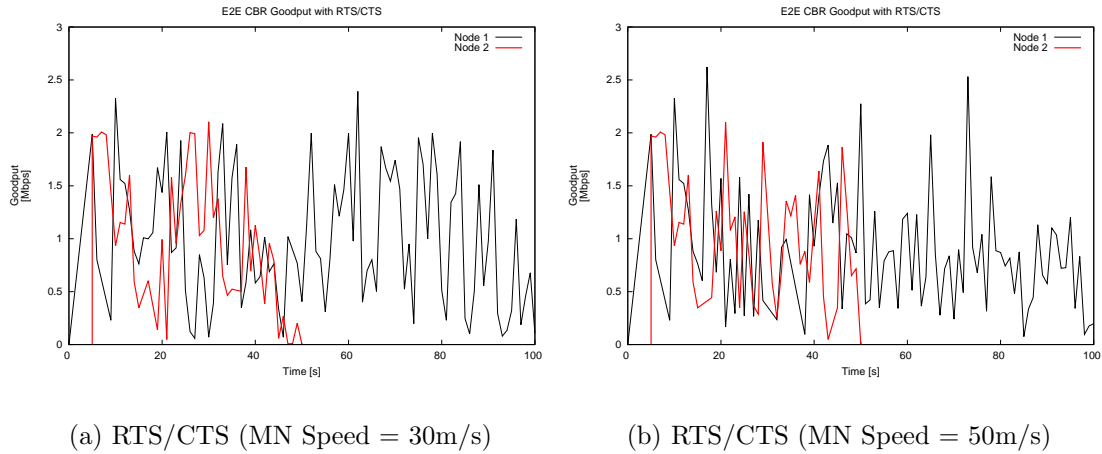 E2E CBR Goodput with RTS/CTS
Node 1
Node 2
3
2.5
2
1.5
1
0.5
0
Goodput
[Mbps]
0 20 40 60 80 100
Time [s]
(a) RTS/CTS (MN Speed = 30m/s)
E2E CBR Goodput with RTS/CTS
Node 1
Node 2
3
2.5
2
1.5
1
0.5
0
Goodput
[Mbps]
0 20 40 60 80 100
Time [s]
(b) RTS/CTS (MN Speed = 50m/s)